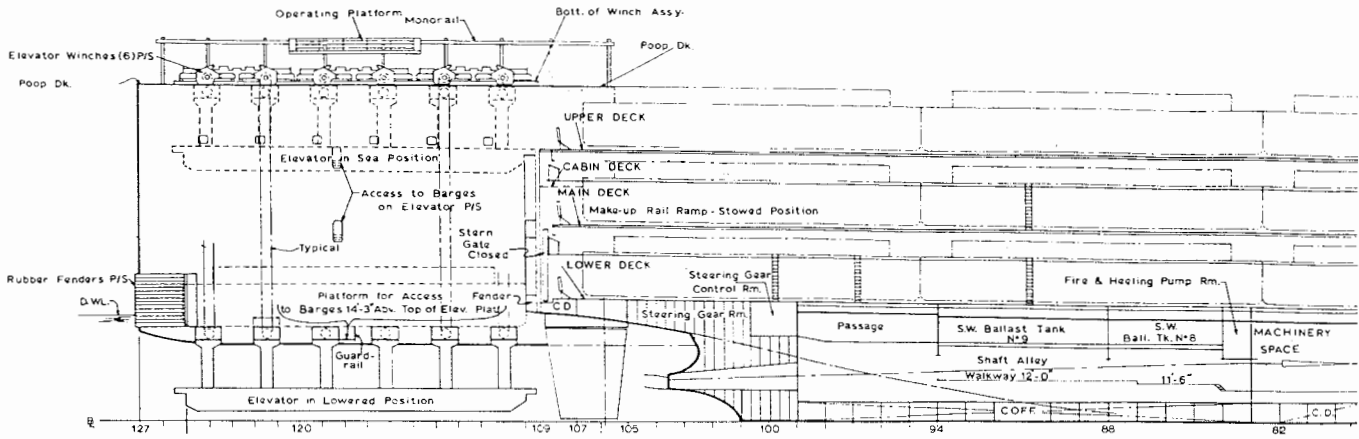 Operating Platform
Monorail
Bott. of Winch Assy.
Elevator Winches (6) P/S
Poop Dk.
Poop Dk.
UPPER DECK
Elevator in Sea Position
CABIN DECK
Access to Barges
on Elevator P/S
MAIN DECK
Make-up Rail Ramp-Stowed Position
Typical
Stern
Gate
Closed
LOWER DECK
Rubber Fenders P/S
Steering Gear
Control Rm.
Fire & Heeling Pump Rm.
D.WL.
Platform for Access
to Barges 14'-3" Abv. Top of Elev. Platf.
Fender
C.D.
Steering Gear Rm.
Passage
S.W. Ballast Tank
Nº9
S.W.
Ball. Tk. Nº8
MACHINERY
SPACE
Guard-
rail
Shaft Alley
Walkway 12'-0"
11'-6"
Elevator in Lowered Position
COFF.
C.D.
127
120
109
107
105
100
94
88
82